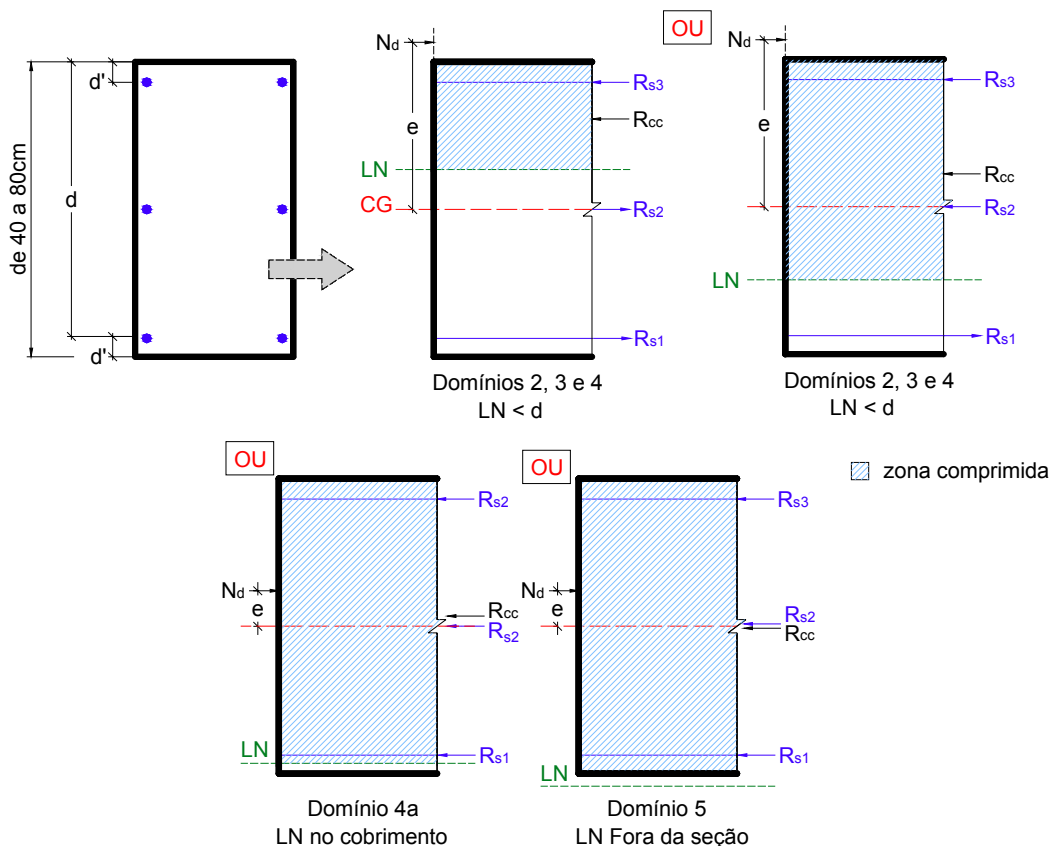 d'
de 40 a 80cm
d
d'
Nd
e
LN
CG
Rs3
Rcc
Rs2
Rs1
Domínios 2, 3 e 4
LN < d
OU
Nd
e
LN
Rs3
Rcc
Rs2
Rs1
Domínios 2, 3 e 4
LN < d
OU
Nd
e
LN
Rs2
Rcc
Rs2
Rs1
Domínio 4a
LN no cobrimento
OU
Nd
e
LN
Rs3
Rs2
Rcc
Rs1
Domínio 5
LN Fora da seção
zona comprimida